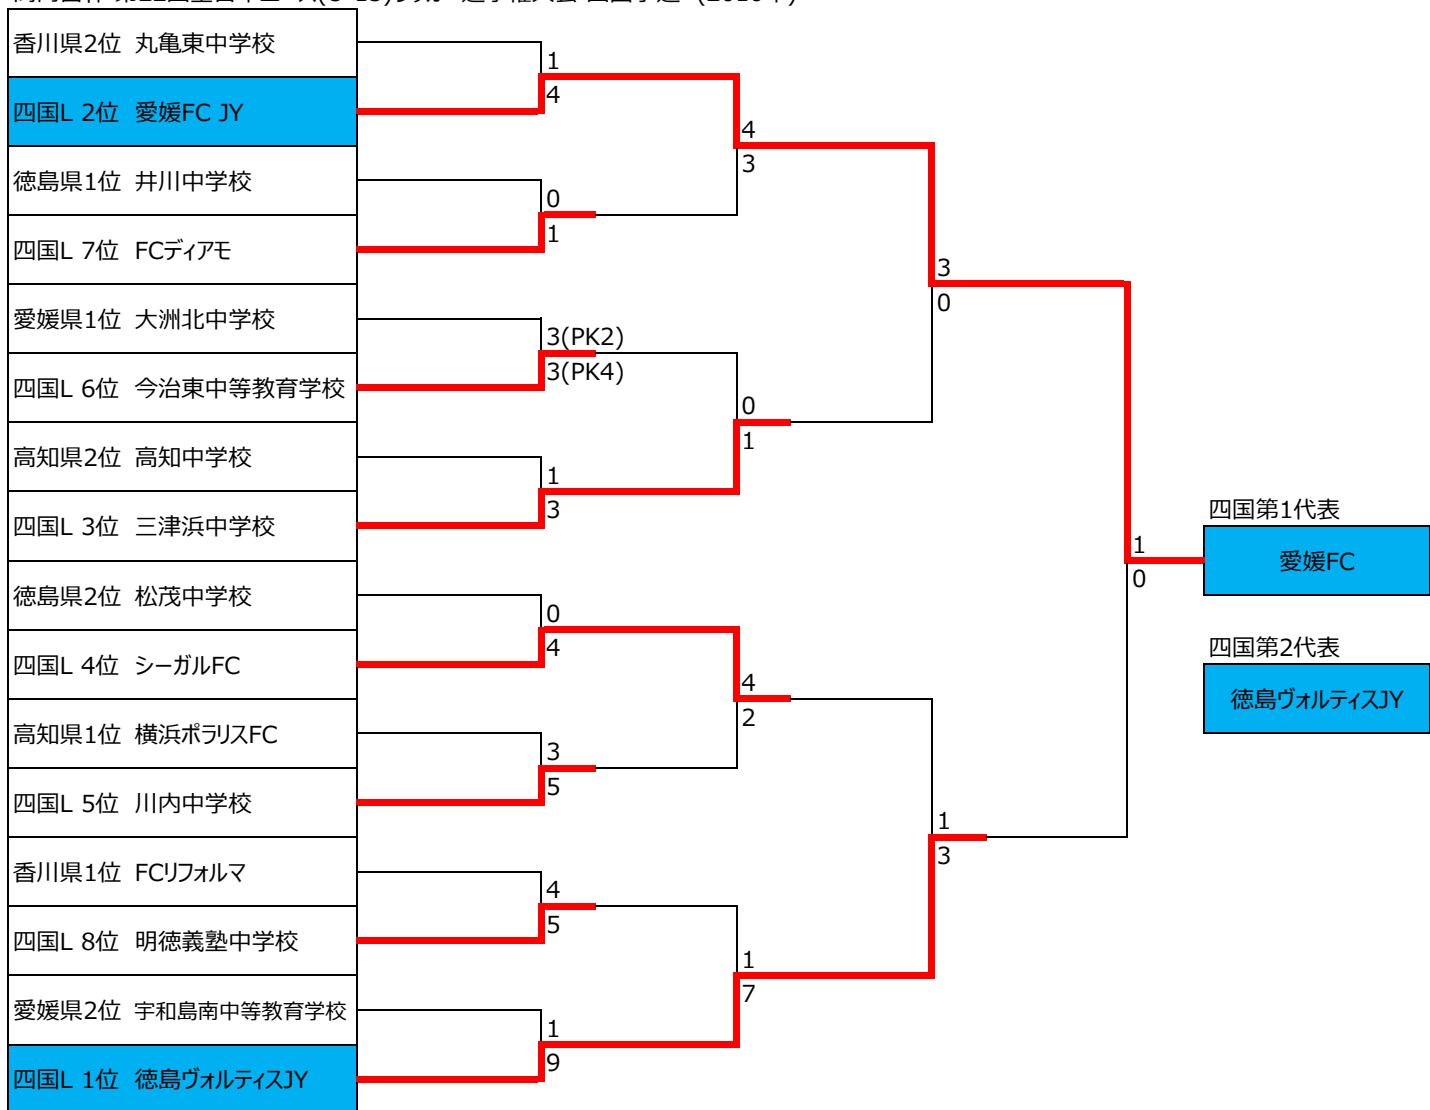 香川県2位 丸亀東中学校
1
四国L 2位 愛媛FC JY
4
4
3
徳島県1位 井川中学校
0
四国L 7位 FCディアモ
1
3
0
愛媛県1位 大洲北中学校
3(PK2)
四国L 6位 今治東中等教育学校
3(PK4)
0
1
高知県2位 高知中学校
1
四国L 3位 三津浜中学校
3
四国第1代表
1
愛媛FC
0
徳島県2位 松茂中学校
0
四国L 4位 シーガルFC
4
四国第2代表
徳島ヴォルティスJY
4
2
高知県1位 横浜ポラリスFC
3
四国L 5位 川内中学校
5
1
3
香川県1位 FCリフォルマ
4
四国L 8位 明徳義塾中学校
5
1
7
愛媛県2位 宇和島南中等教育学校
1
四国L 1位 徳島ヴォルティスJY
9